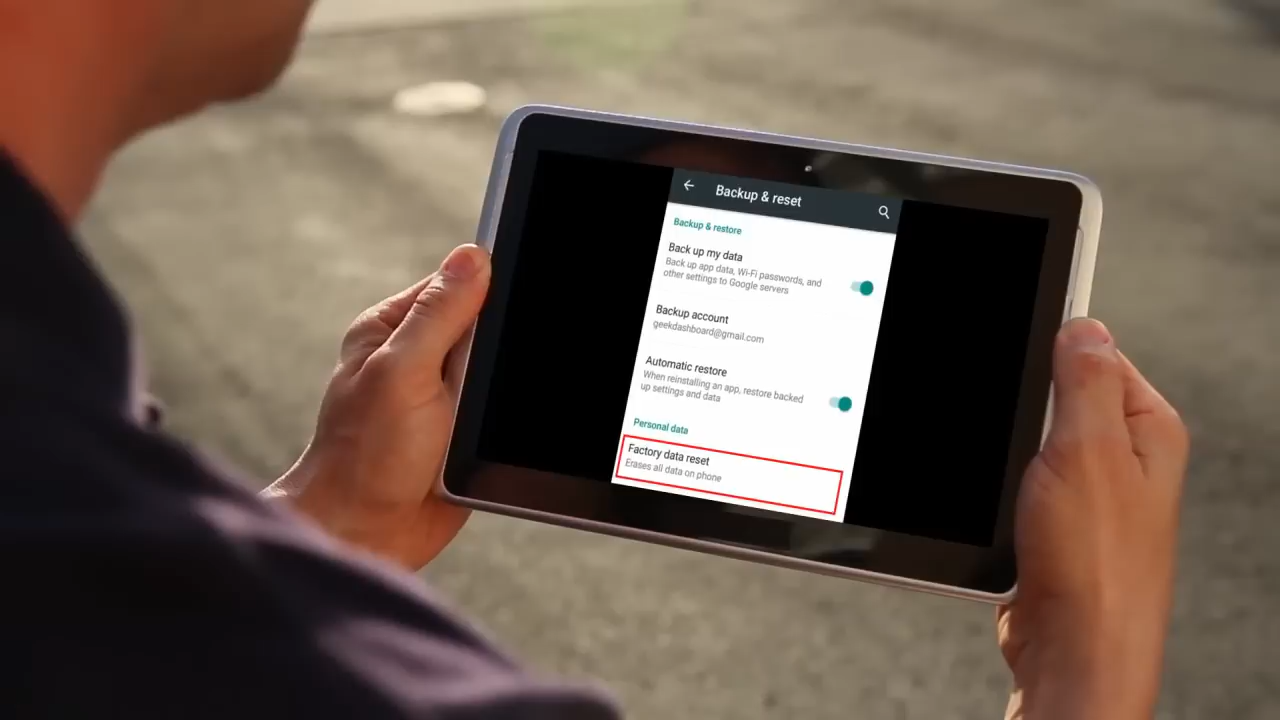 Backup & reset
Backup & restore
Back up my data
Back up app data, Wi-Fi passwords, and
other settings to Google servers
Backup account
geekdashboard@gmail.com
Automatic restore
When reinstalling an app, restore backed
up settings and data
Personal data
Factory data reset
Erases all data on phone